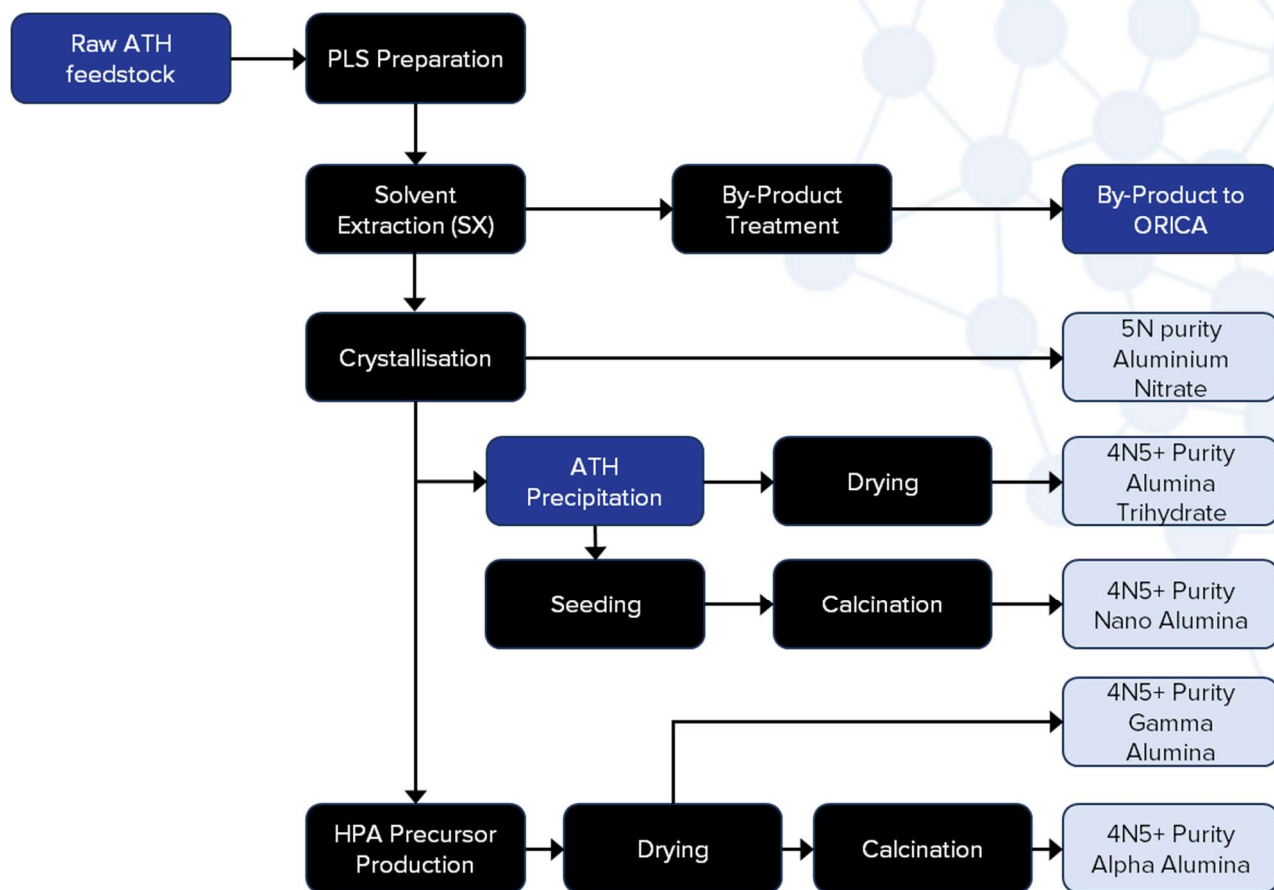 Raw ATH
feedstock
PLS Preparation
Solvent
Extraction (SX)
By-Product
Treatment
By-Product to
ORICA
Crystallisation
5N purity
Aluminium
Nitrate
ATH
Precipitation
Drying
4N5+ Purity
Alumina
Trihydrate
Seeding
Calcination
4N5+ Purity
Nano Alumina
4N5+ Purity
Gamma
Alumina
HPA Precursor
Production
Drying
Calcination
4N5+ Purity
Alpha Alumina